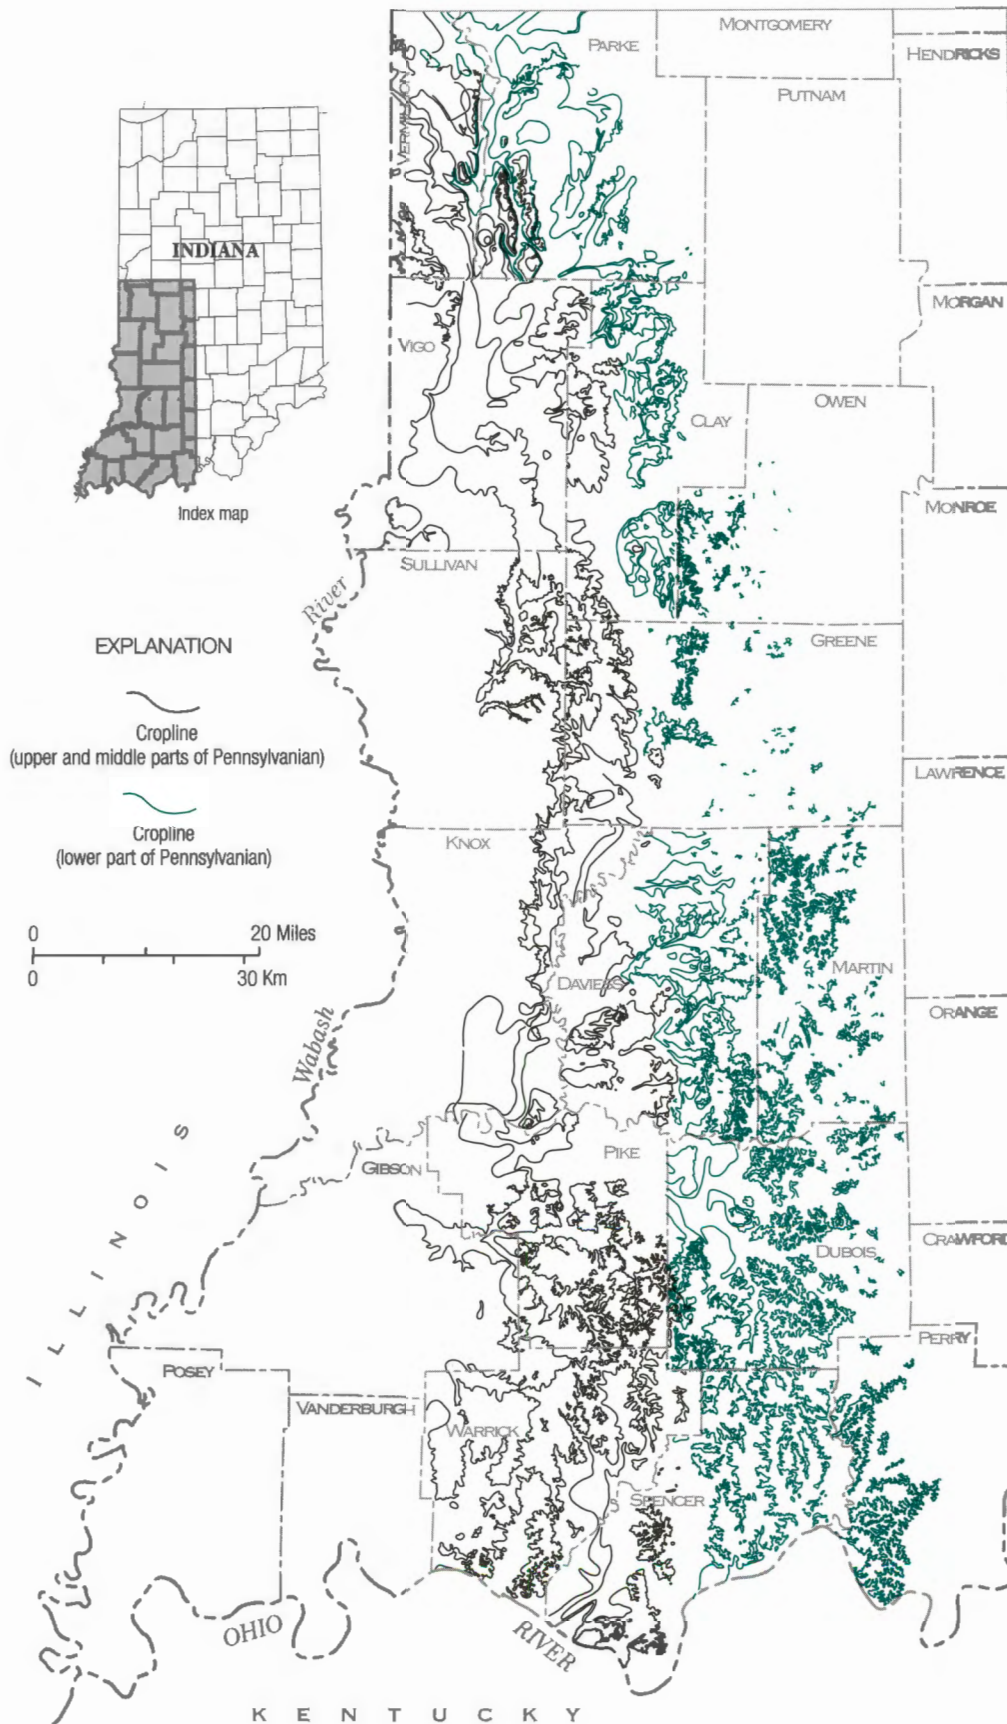 MONTGOMERY
PARKE
HENDRICKS
PUTNAM
VERMILLION
INDIANA
MORGAN
VIGO
OWEN
CLAY
Index map
MONROE
SULLIVAN
River
GREENE
EXPLANATION
Cropline
(upper and middle parts of Pennsylvanian)
Cropline
(lower part of Pennsylvanian)
LAWRENCE
KNOX
0 20 Miles
0 30 Km
MARTIN
DAVIESS
ORANGE
Wabash
ILLINOIS
PIKE
GIBSON
DUBOIS
CRAWFORD
PERRY
POSEY
VANDERBURGH
WARRICK
SPENCER
OHIO
RIVER
KENTUCKY